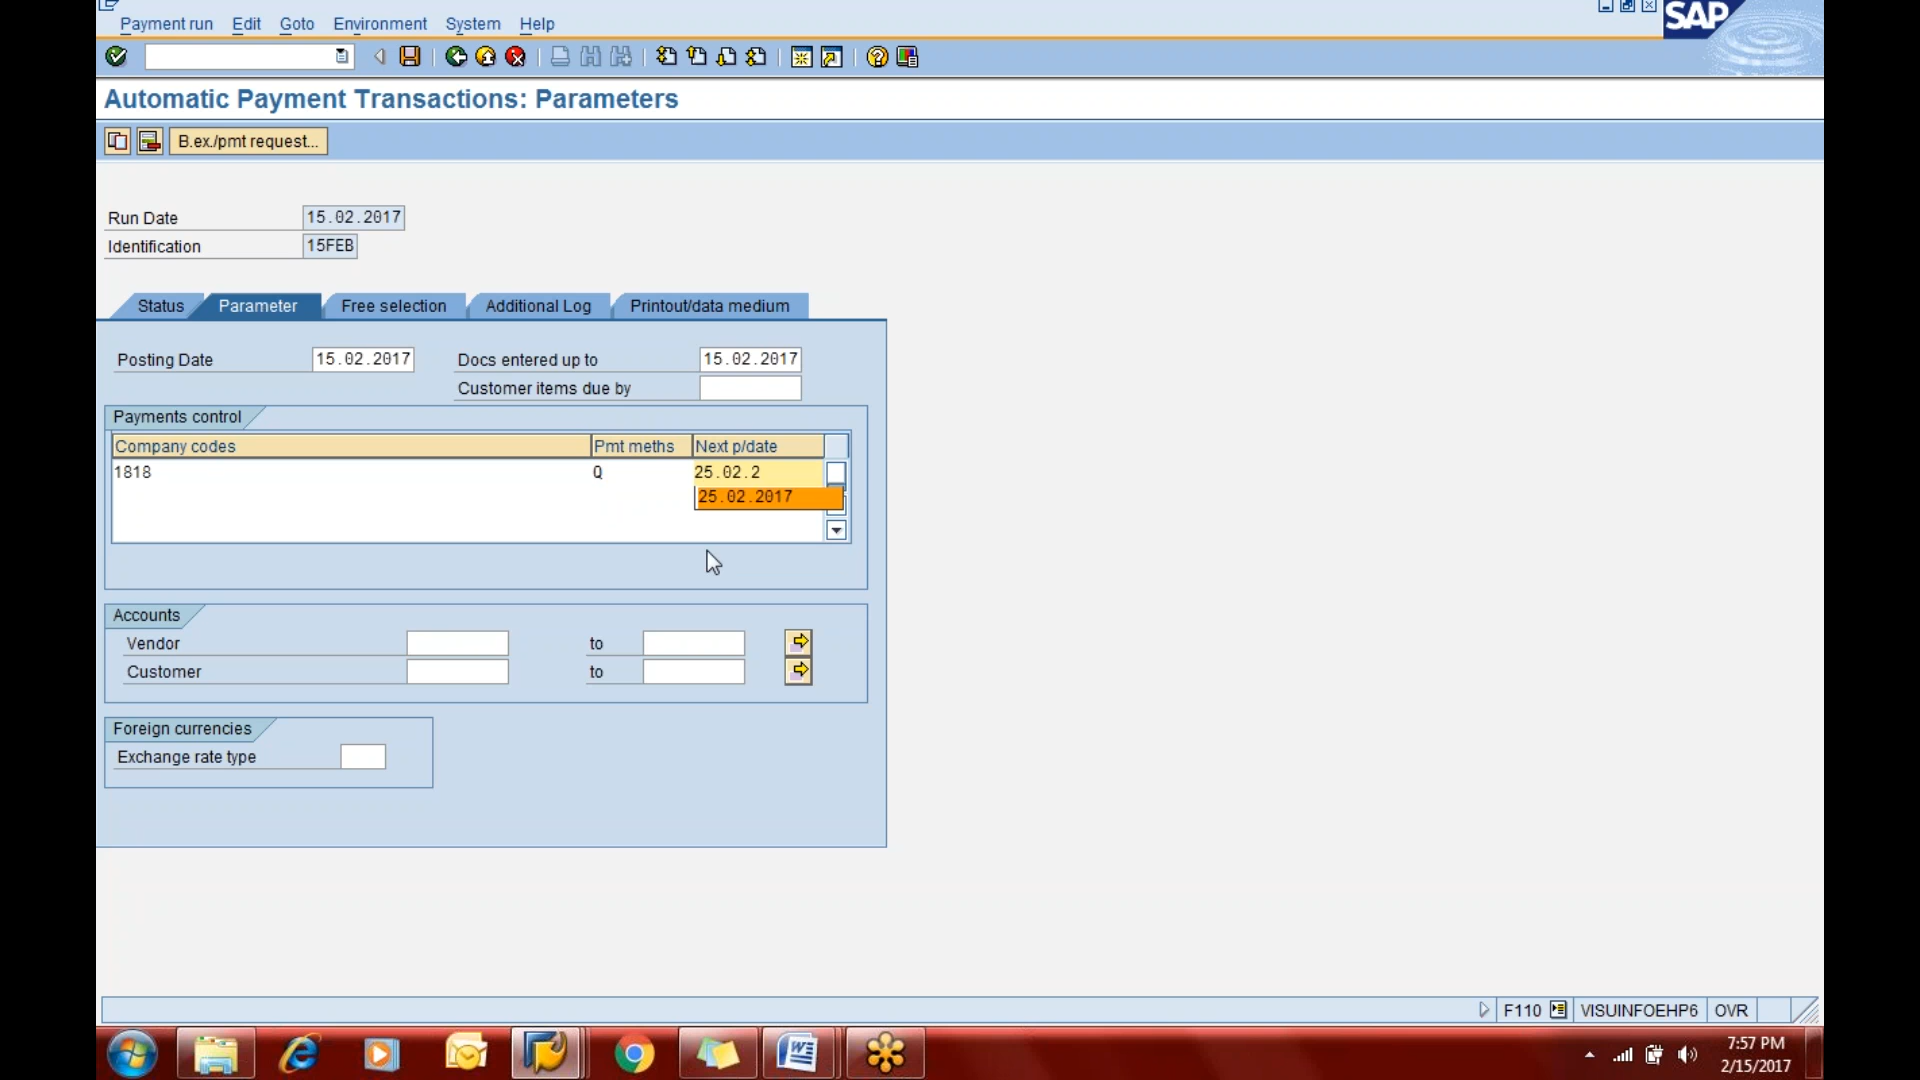 Payment run Edit Goto Environment System Help
SAP
Automatic Payment Transactions: Parameters
B.ex./pmt request...
Run Date 15.02.2017
Identification 15FEB
Status Parameter Free selection Additional Log Printout/data medium
Posting Date 15.02.2017 Docs entered up to 15.02.2017
Customer items due by
Payments control
Company codes Pmt meths Next p/date
1818 Q 25.02.2
25.02.2017
Accounts
Vendor to
Customer to
Foreign currencies
Exchange rate type
F110 VISUINFOEHP6 OVR
7:57 PM
2/15/2017